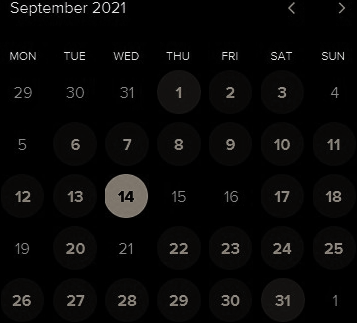 September 2021
MON TUE WED THU FRI SAT SUN
29 30 31 1 2 3 4
5 6 7 8 9 10 11
12 13 14 15 16 17 18
19 20 21 22 23 24 25
26 27 28 29 30 31 1